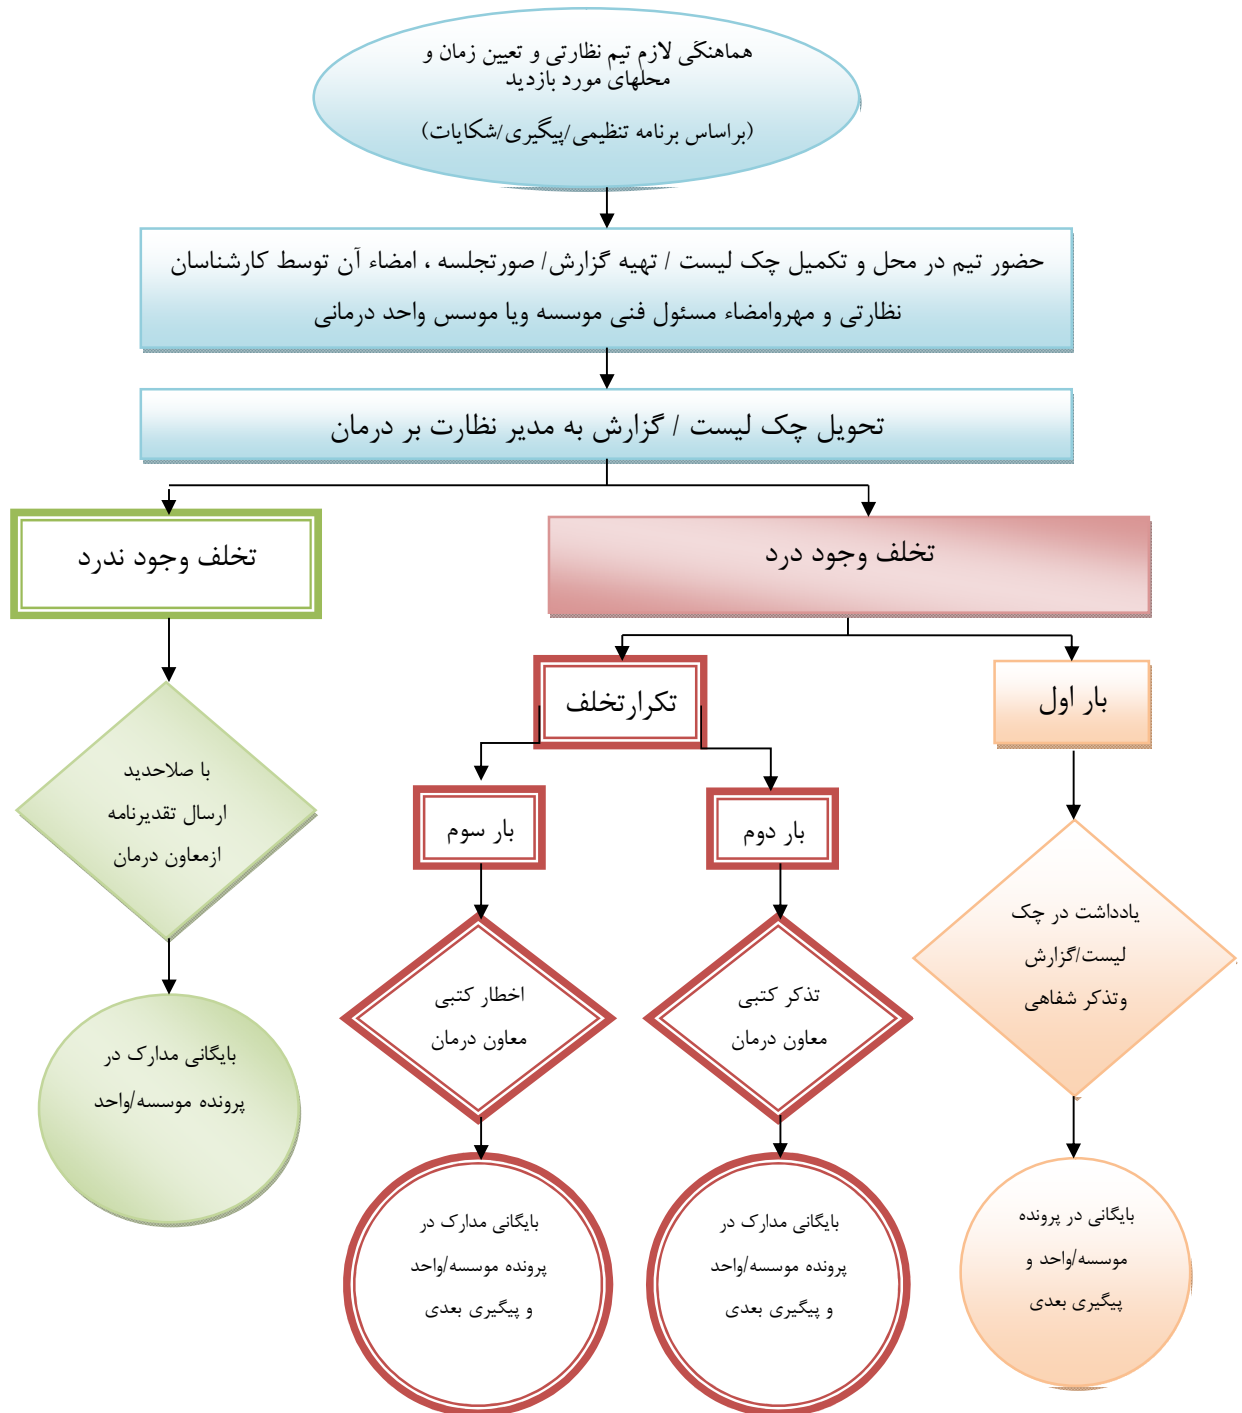 هماهنگی لازم تیم نظارتی و تعیین زمان و
محلهای مورد بازدید
(براساس برنامه تنظیمی/پیگیری/شکایات)
حضور تیم در محل و تکمیل چک لیست / تهیه گزارش/ صورتجلسه ، امضاء آن توسط کارشناسان
نظارتی و مهروامضاء مسئول فنی موسسه ویا موسس واحد درمانی
تحویل چک لیست / گزارش به مدیر نظارت بر درمان
تخلف وجود درد
تخلف وجود ندرد
بار اول
تکرارتخلف
بار دوم
بار سوم
یادداشت در چک
لیست/گزارش
وتذکر شفاهی
تذکر کتبی
معاون درمان
اخطار کتبی
معاون درمان
با صلاحدید
ارسال تقدیرنامه
ازمعاون درمان
بایگانی در پرونده
موسسه/واحد و
پیگیری بعدی
بایگانی مدارک در
پرونده موسسه/واحد
و پیگیری بعدی
بایگانی مدارک در
پرونده موسسه/واحد
و پیگیری بعدی
بایگانی مدارک در
پرونده موسسه/واحد